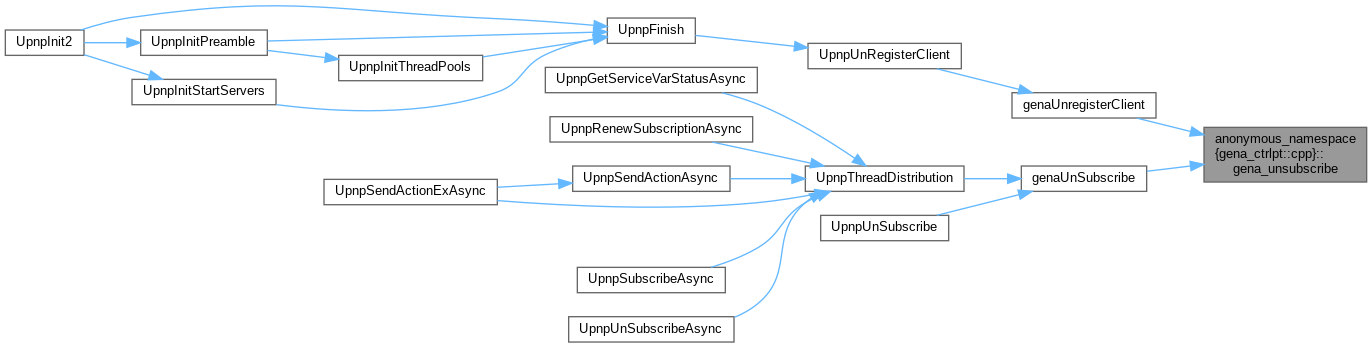 UpnpInit2
UpnpInitPreamble
UpnpInitThreadPools
UpnpInitStartServers
UpnpFinish
UpnpUnRegisterClient
genaUnregisterClient
UpnpGetServiceVarStatusAsync
UpnpRenewSubscriptionAsync
UpnpSendActionAsync
UpnpSendActionExAsync
UpnpThreadDistribution
genaUnSubscribe
UpnpUnSubscribe
UpnpSubscribeAsync
UpnpUnSubscribeAsync
anonymous_namespace
{gena_ctrlpt::cpp}::
gena_unsubscribe